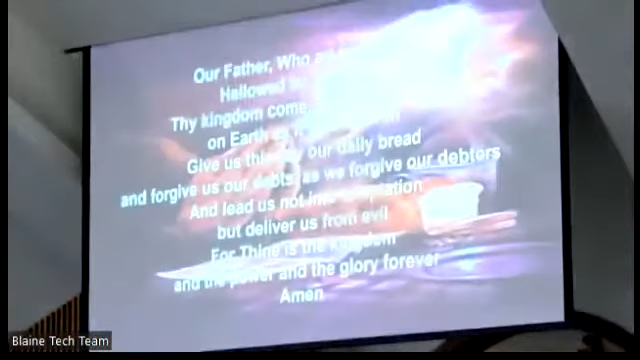 Our Father, Who
Hallowed
Thy kingdom come,
on Earth
Give us this our daily bread
and forgive us our debts, as we forgive our debtors
And lead us not into temptation
but deliver us from evil
For Thine is the kingdom
and the power and the glory forever
Amen
Blaine Tech Team